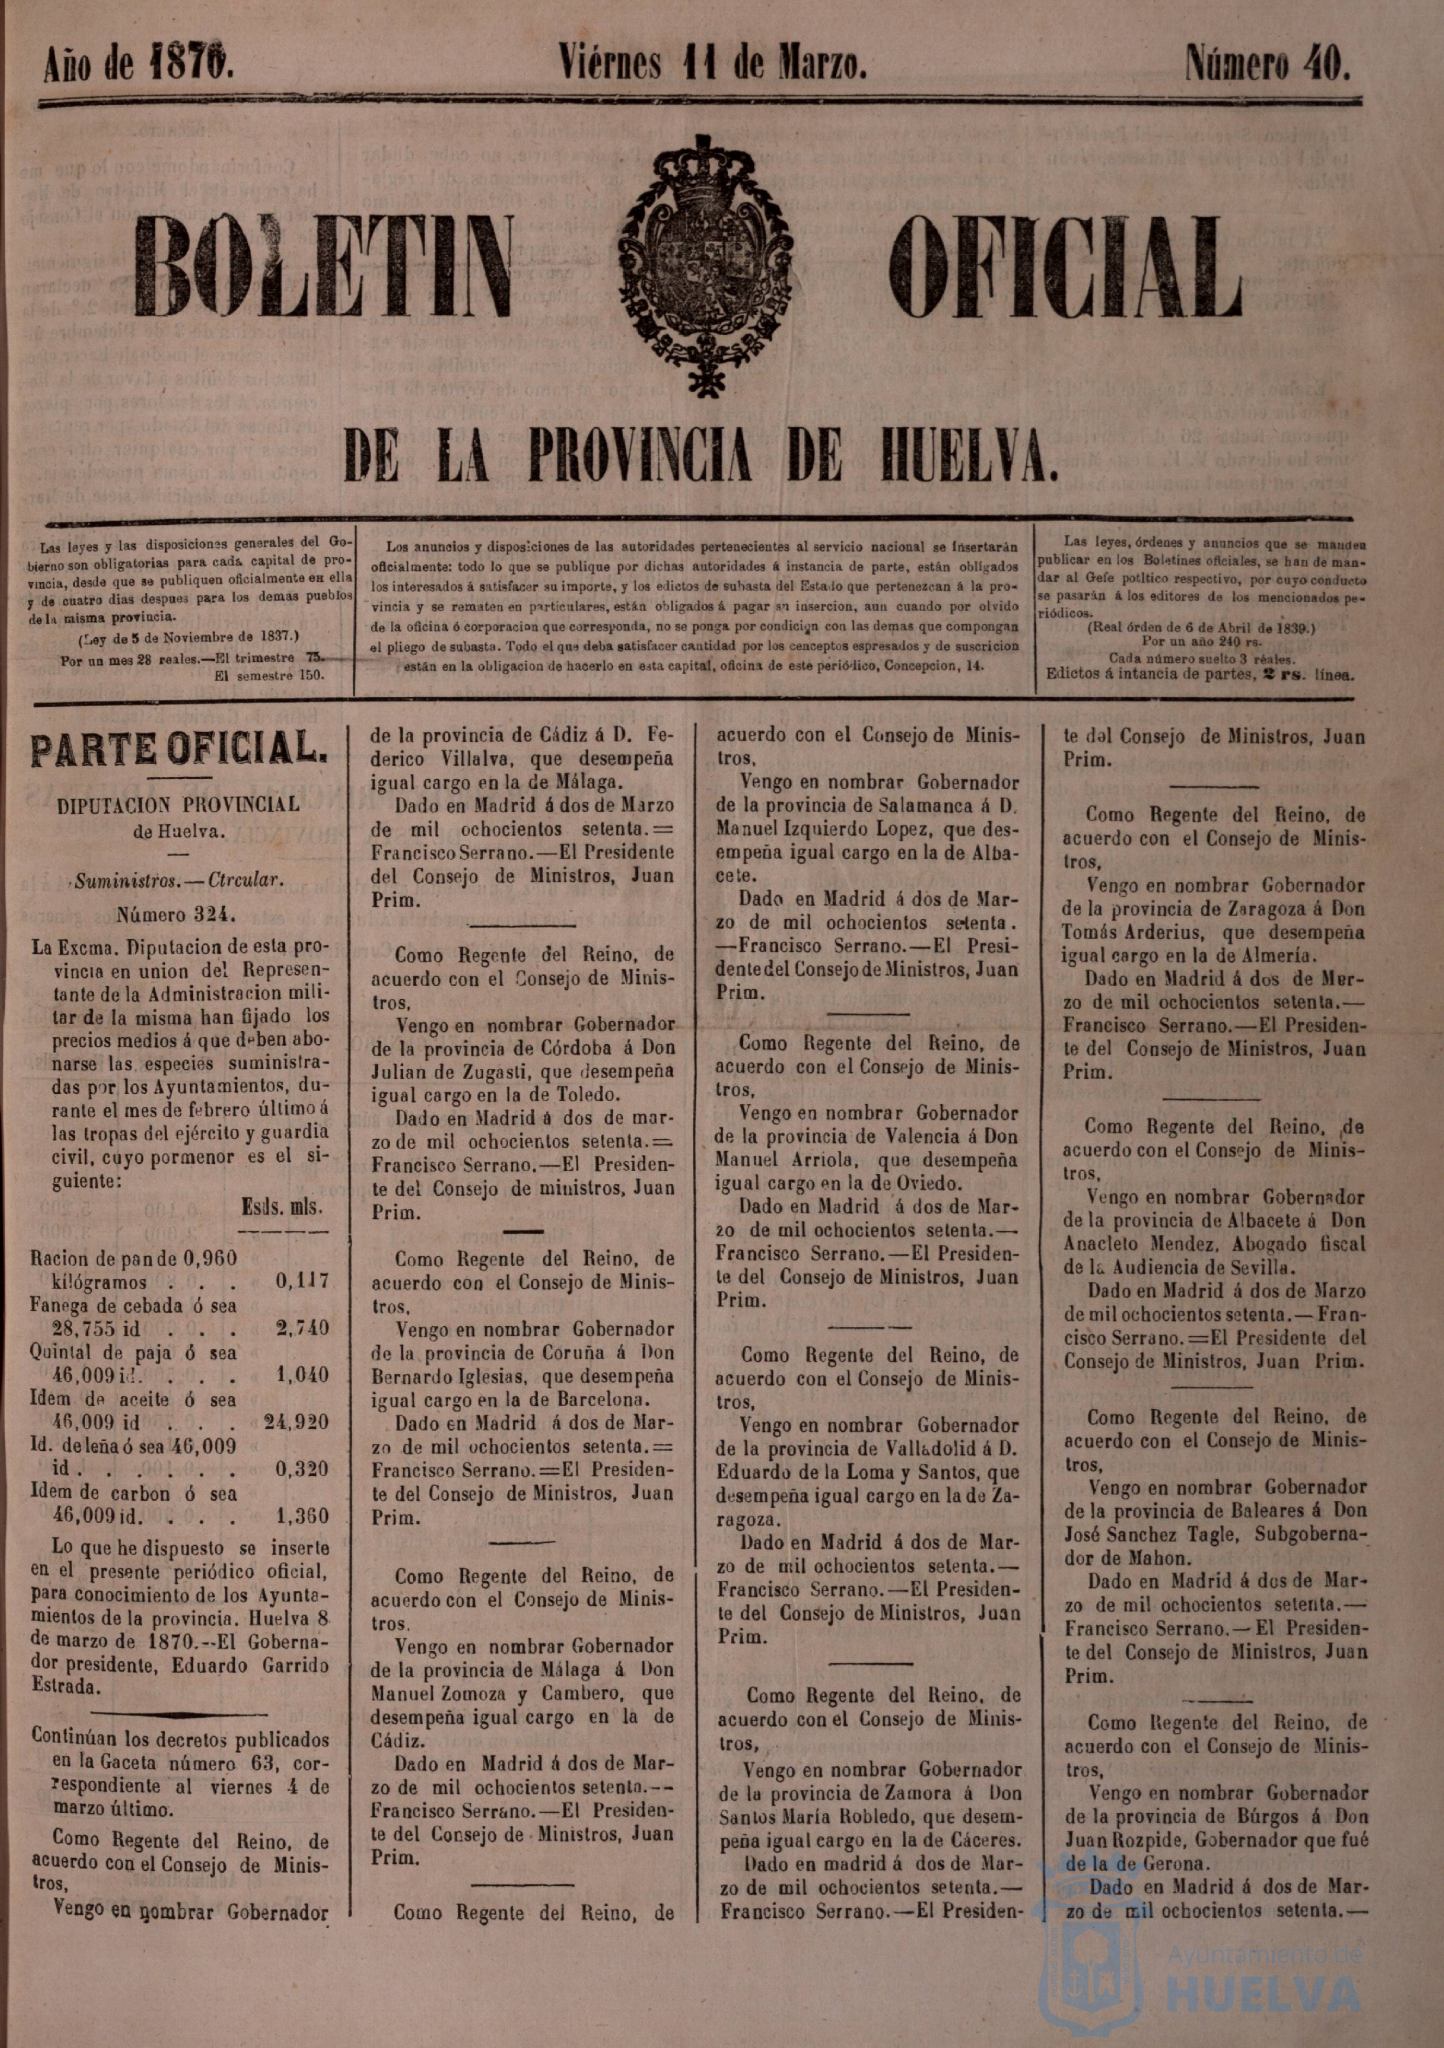 Año de 1870.
Viérnes 11 de Marzo.
Número 40.
BOLETIN OFICIAL
DE LA PROVINCIA DE HUELVA.
Las leyes y las disposiciones generales del Go-
bierno son obligatorias para cada capital de pro-
vincia, desde que se publiquen oficialmente en ella
y de cuatro dias despues para los demas pueblos
de la misma provincia.
(Ley de 5 de Noviembre de 1837.)
Por un mes 28 reales.—El trimestre 75.
El semestre 150.
Los anuncios y disposiciones de las autoridades pertenecientes al servicio nacional se insertarán
oficialmente: todo lo que se publique por dichas autoridades á instancia de parte, están obligados
los interesados á satisfacer su importe, y los edictos de subasta del Estado que pertenezcan á la pro-
vincia y se rematen en particulares, están obligados á pagar su insercion, aun cuando por olvido
de la oficina ó corporacion que corresponda, no se ponga por condicion con las demas que compongan
el pliego de subasta. Todo el que deba satisfacer cantidad por los cenceptos espresados y de suscricion
están en la obligacion de hacerlo en esta capital, oficina de este periódico, Concepcion, 14.
Las leyes, órdenes y anuncios que se manden
publicar en los Boletines oficiales, se han de man-
dar al Gefe político respectivo, por cuyo conducto
se pasarán á los editores de los mencionados pe-
riódicos.
(Real órden de 6 de Abril de 1839.)
Por un año 240 rs.
Cada número suelto 3 reales.
Edictos á intancia de partes, 2 rs. línea.
PARTE OFICIAL.
DIPUTACION PROVINCIAL
de Huelva.
Suministros.—Circular.
Número 324.
La Excma. Diputacion de esta pro-
vincia en union del Represen-
tante de la Administracion mili-
tar de la misma han fijado los
precios medios á que deben abo-
narse las especies suministra-
das por los Ayuntamientos, du-
rante el mes de febrero último á
las tropas del ejército y guardia
civil, cuyo pormenor es el si-
guiente:
Esds. mls.
Racion de pan de 0,960
kilógramos . . . 0,117
Fanega de cebada ó sea
28,755 id . . . 2,740
Quintal de paja ó sea
46,009 id. . . . 1,040
Idem de aceite ó sea
46,009 id . . . 24,920
Id. de leña ó sea 46,009
id . . . . . . 0,320
Idem de carbon ó sea
46,009 id. . . . 1,360
Lo que he dispuesto se inserte
en el presente periódico oficial,
para conocimiento de los Ayunta-
mientos de la provincia. Huelva 8
de marzo de 1870.--El Goberna-
dor presidente, Eduardo Garrido
Estrada.
Continúan los decretos publicados
en la Gaceta número 63, cor-
respondiente al viernes 4 de
marzo último.
Como Regente del Reino, de
acuerdo con el Consejo de Minis-
tros,
Vengo en nombrar Gobernador
de la provincia de Cádiz á D. Fe-
derico Villalva, que desempeña
igual cargo en la de Málaga.
Dado en Madrid á dos de Marzo
de mil ochocientos setenta.=
Francisco Serrano.—El Presidente
del Consejo de Ministros, Juan
Prim.
Como Regente del Reino, de
acuerdo con el Consejo de Minis-
tros,
Vengo en nombrar Gobernador
de la provincia de Córdoba á Don
Julian de Zugasti, que desempeña
igual cargo en la de Toledo.
Dado en Madrid á dos de mar-
zo de mil ochocientos setenta.=
Francisco Serrano.—El Presiden-
te del Consejo de ministros, Juan
Prim.
Como Regente del Reino, de
acuerdo con el Consejo de Minis-
tros,
Vengo en nombrar Gobernador
de la provincia de Coruña á Don
Bernardo Iglesias, que desempeña
igual cargo en la de Barcelona.
Dado en Madrid á dos de Mar-
zo de mil ochocientos setenta.=
Francisco Serrano.=El Presiden-
te del Consejo de Ministros, Juan
Prim.
Como Regente del Reino, de
acuerdo con el Consejo de Minis-
tros.
Vengo en nombrar Gobernador
de la provincia de Málaga á Don
Manuel Zomoza y Cambero, que
desempeña igual cargo en la de
Cádiz.
Dado en Madrid á dos de Mar-
zo de mil ochocientos setenta.--
Francisco Serrano.—El Presiden-
te del Consejo de Ministros, Juan
Prim.
Como Regente del Reino, de
acuerdo con el Consejo de Minis-
tros,
Vengo en nombrar Gobernador
de la provincia de Salamanca á D.
Manuel Izquierdo Lopez, que des-
empeña igual cargo en la de Alba-
cete.
Dado en Madrid á dos de Mar-
zo de mil ochocientos setenta.
—Francisco Serrano.—El Presi-
dente del Consejo de Ministros, Juan
Prim.
Como Regente del Reino, de
acuerdo con el Consejo de Minis-
tros,
Vengo en nombrar Gobernador
de la provincia de Valencia á Don
Manuel Arriola, que desempeña
igual cargo en la de Oviedo.
Dado en Madrid á dos de Mar-
zo de mil ochocientos setenta.—
Francisco Serrano.—El Presiden-
te del Consejo de Ministros, Juan
Prim.
Como Regente del Reino, de
acuerdo con el Consejo de Minis-
tros,
Vengo en nombrar Gobernador
de la provincia de Valladolid á D.
Eduardo de la Loma y Santos, que
desempeña igual cargo en la de Za-
ragoza.
Dado en Madrid á dos de Mar-
zo de mil ochocientos setenta.—
Francisco Serrano.—El Presiden-
te del Consejo de Ministros, Juan
Prim.
Como Regente del Reino, de
acuerdo con el Consejo de Minis-
tros,
Vengo en nombrar Gobernador
de la provincia de Zamora á Don
Santos María Robledo, que desem-
peña igual cargo en la de Cáceres.
Dado en madrid á dos de Mar-
zo de mil ochocientos setenta.—
Francisco Serrano.—El Presiden-
te del Consejo de Ministros, Juan
Prim.
Como Regente del Reino, de
acuerdo con el Consejo de Minis-
tros,
Vengo en nombrar Gobernador
de la provincia de Zaragoza á Don
Tomás Arderius, que desempeña
igual cargo en la de Almería.
Dado en Madrid á dos de Mar-
zo de mil ochocientos setenta.—
Francisco Serrano.—El Presiden-
te del Consejo de Ministros, Juan
Prim.
Como Regente del Reino, de
acuerdo con el Consejo de Minis-
tros,
Vengo en nombrar Gobernador
de la provincia de Albacete á Don
Anacleto Mendez, Abogado fiscal
de la Audiencia de Sevilla.
Dado en Madrid á dos de Marzo
de mil ochocientos setenta.—Fran-
cisco Serrano.=El Presidente del
Consejo de Ministros, Juan Prim.
Como Regente del Reino, de
acuerdo con el Consejo de Minis-
tros,
Vengo en nombrar Gobernador
de la provincia de Baleares á Don
José Sanchez Tagle, Subgoberna-
dor de Mahon.
Dado en Madrid á dos de Mar-
zo de mil ochocientos setenta.—
Francisco Serrano.—El Presiden-
te del Consejo de Ministros, Juan
Prim.
Como Regente del Reino, de
acuerdo con el Consejo de Minis-
tros,
Vengo en nombrar Gobernador
de la provincia de Búrgos á Don
Juan Rozpide, Gobernador que fué
de la de Gerona.
Dado en Madrid á dos de Mar-
zo de mil ochocientos setenta.—
Ayuntamiento de
HUELVA